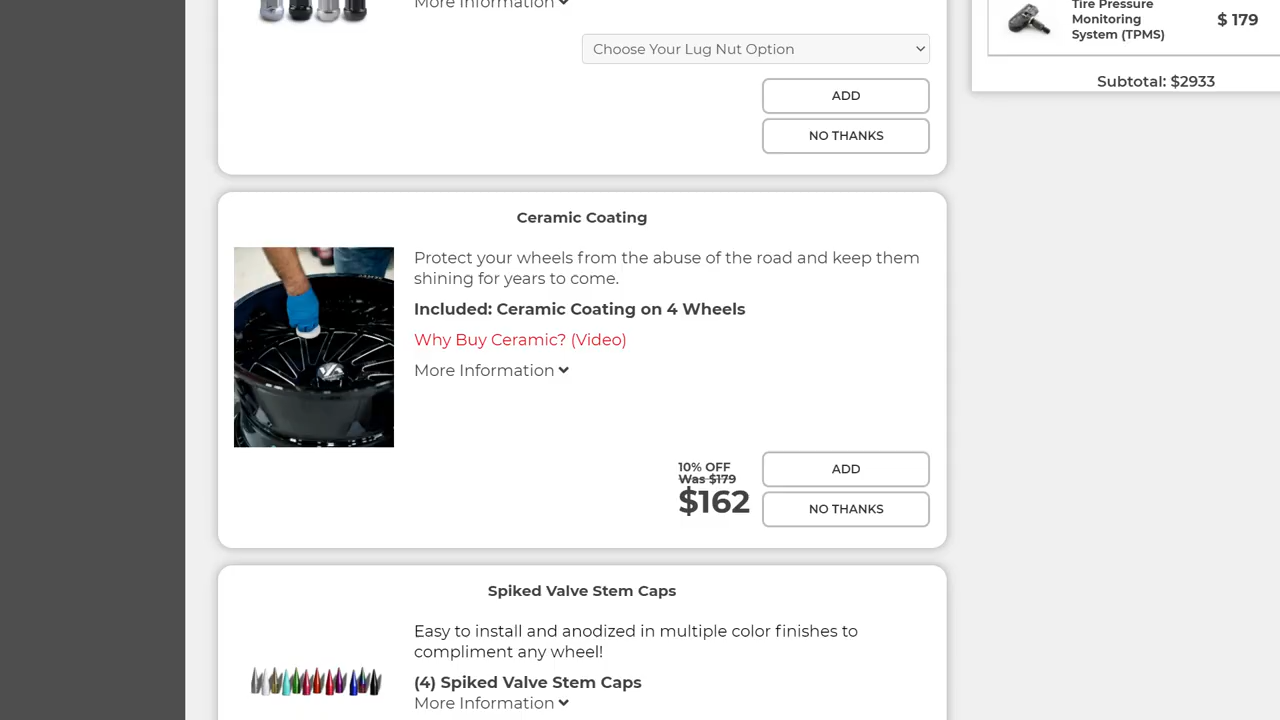 More Information
Choose Your Lug Nut Option
ADD
NO THANKS
Ceramic Coating
Protect your wheels from the abuse of the road and keep them
shining for years to come.
Included: Ceramic Coating on 4 Wheels
Why Buy Ceramic? (Video)
More Information
10% OFF
Was $179
$162
ADD
NO THANKS
Spiked Valve Stem Caps
Easy to install and anodized in multiple color finishes to
compliment any wheel!
(4) Spiked Valve Stem Caps
More Information
Tire Pressure
Monitoring
System (TPMS)
$ 179
Subtotal: $2933